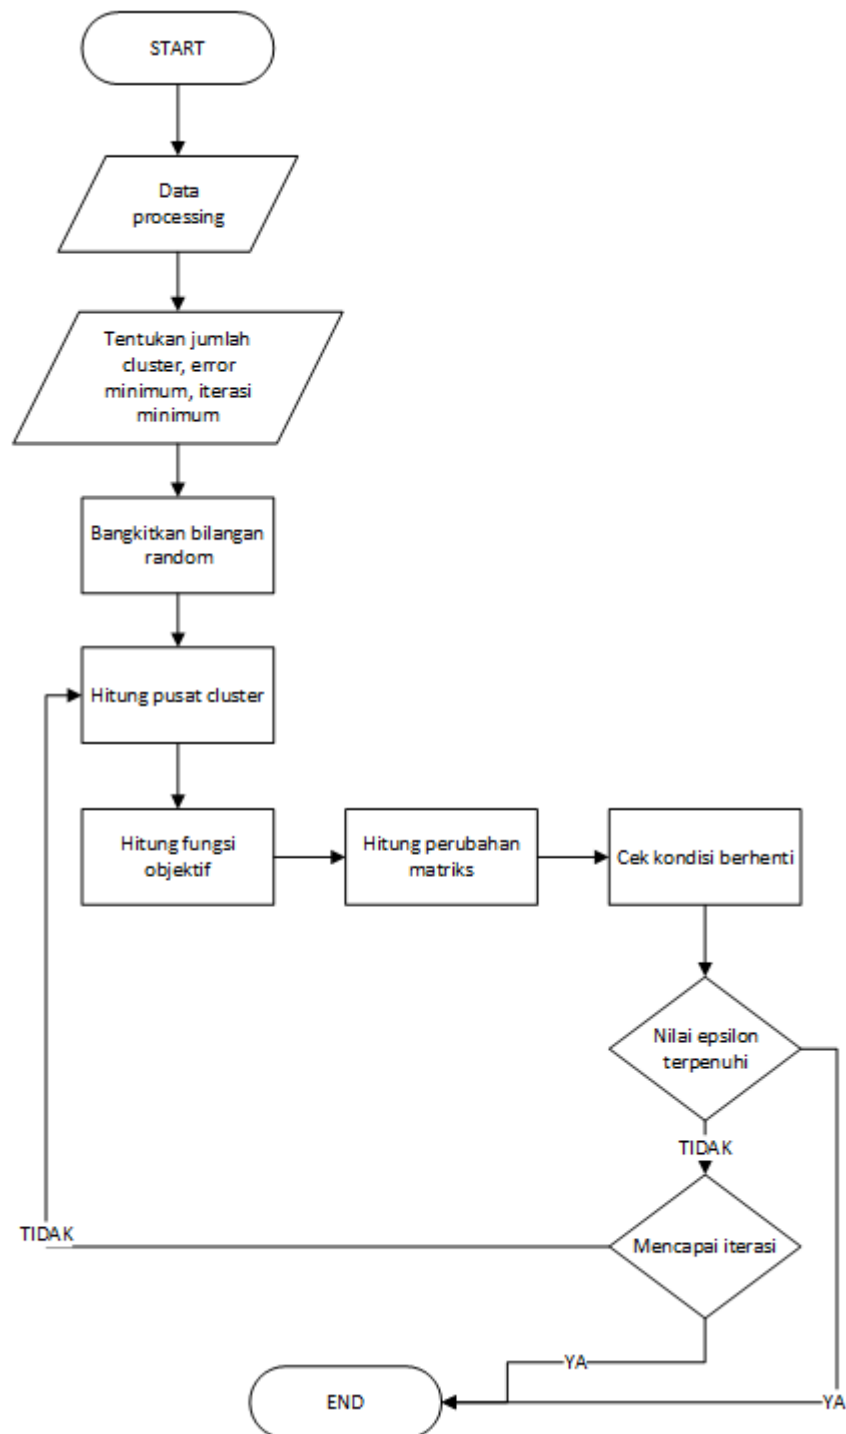 START
Data
processing
Tentukan jumlah
cluster, error
minimum, iterasi
minimum
Bangkitkan bilangan
random
Hitung pusat cluster
Hitung fungsi
objektif
Hitung perubahan
matriks
Cek kondisi berhenti
Nilai epsilon
terpenuhi
TIDAK
Mencapai iterasi
TIDAK
YA
END
YA